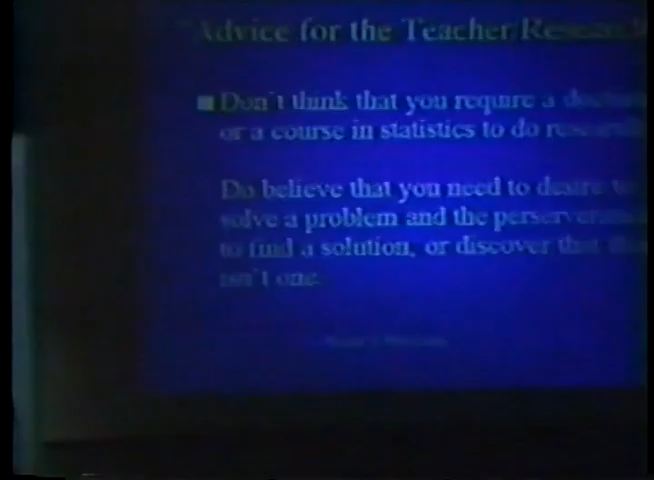 "Advice for the Teacher
Don't think that you require a
or a course in statistics to do
Do believe that you need to desire
solve a problem and the
to find a solution, or discover that
isn't one.